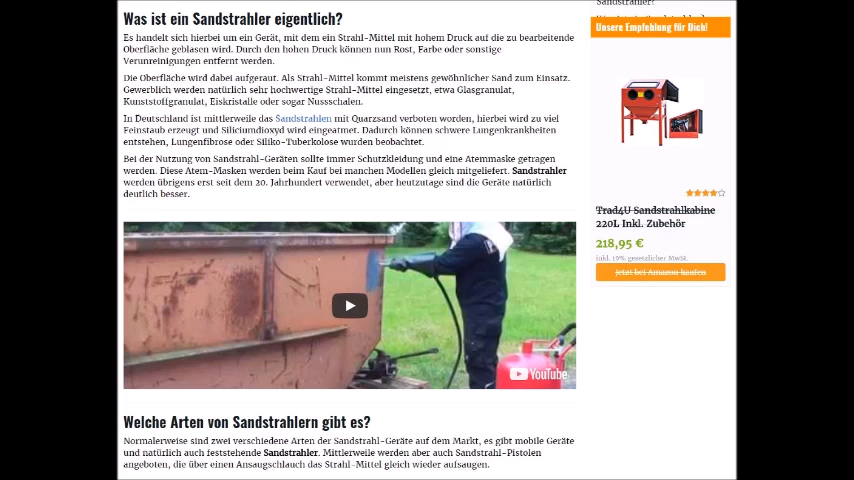 Sandstrahler?
Was ist ein Sandstrahler eigentlich?
Es handelt sich hierbei um ein Gerät, mit dem ein Strahl-Mittel mit hohem Druck auf die zu bearbeitende
Oberfläche geblasen wird. Durch den hohen Druck können nun Rost, Farbe oder sonstige
Verunreinigungen entfernt werden.
Die Oberfläche wird dabei aufgeraut. Als Strahl-Mittel kommt meistens gewöhnlicher Sand zum Einsatz.
Gewerblich werden natürlich sehr hochwertige Strahl-Mittel eingesetzt, etwa Glasgranulat,
Kunststoffgranulat, Eiskristalle oder sogar Nussschalen.
In Deutschland ist mittlerweile das Sandstrahlen mit Quarzsand verboten worden, hierbei wird zu viel
Feinstaub erzeugt und Siliciumdioxyd wird eingeatmet. Dadurch können schwere Lungenkrankheiten
entstehen, Lungenfibrose oder Siliko-Tuberkolose wurden beobachtet.
Bei der Nutzung von Sandstrahl-Geräten sollte immer Schutzkleidung und eine Atemmaske getragen
werden. Diese Atem-Masken werden beim Kauf bei manchen Modellen gleich mitgeliefert. Sandstrahler
werden übrigens erst seit dem 20. Jahrhundert verwendet, aber heutzutage sind die Geräte natürlich
deutlich besser.
YouTube
Welche Arten von Sandstrahlern gibt es?
Normalerweise sind zwei verschiedene Arten der Sandstrahl-Geräte auf dem Markt, es gibt mobile Geräte
und natürlich auch feststehende Sandstrahler. Mittlerweile werden aber auch Sandstrahl-Pistolen
angeboten, die über einen Ansaugschlauch das Strahl-Mittel gleich wieder aufsaugen.
Unsere Empfehlung für Dich!
Trad4U Sandstrahlkabine
220L Inkl. Zubehör
218,95 €
inkl. 19% gesetzlicher MwSt.
Jetzt bei Amazon kaufen